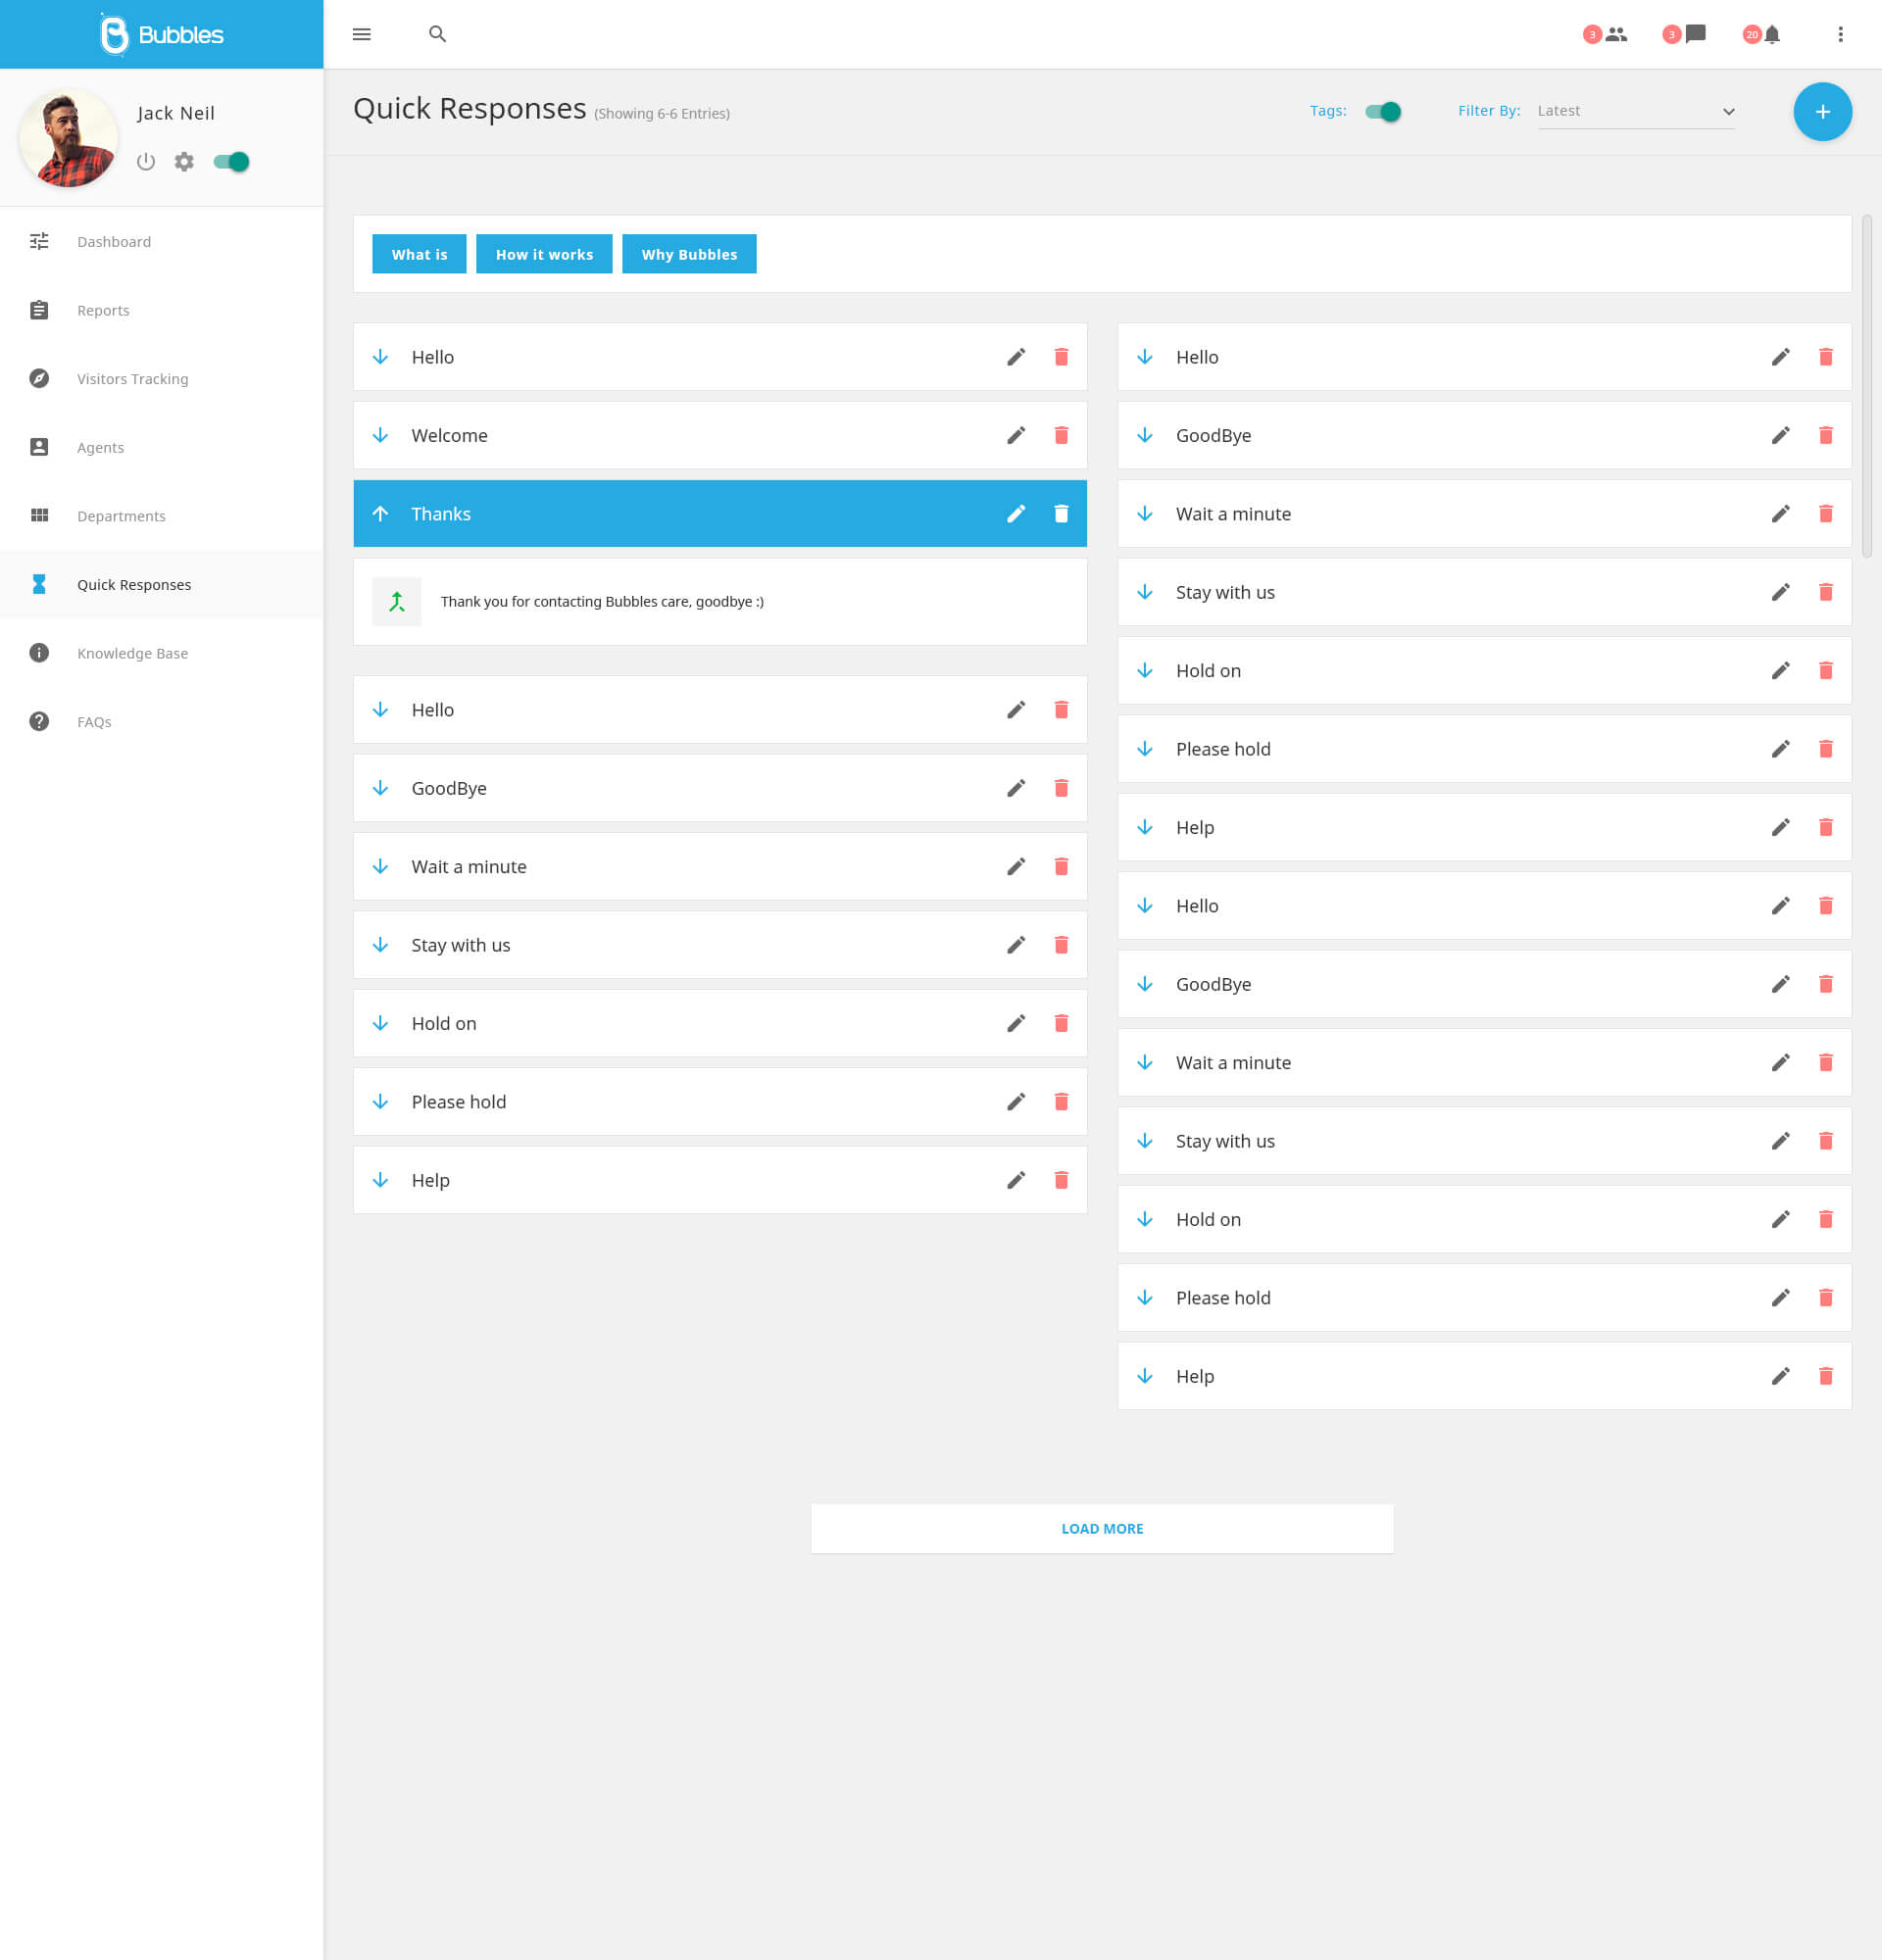 Bubbles
3
3
20
Jack Neil
Quick Responses (Showing 6-6 Entries)
Tags:
Filter By: Latest
Dashboard
Reports
Visitors Tracking
Agents
Departments
Quick Responses
Knowledge Base
FAQs
What is
How it works
Why Bubbles
Hello
Welcome
Thanks
Thank you for contacting Bubbles care, goodbye :)
Hello
GoodBye
Wait a minute
Stay with us
Hold on
Please hold
Help
Hello
GoodBye
Wait a minute
Stay with us
Hold on
Please hold
Help
Hello
GoodBye
Wait a minute
Stay with us
Hold on
Please hold
Help
LOAD MORE